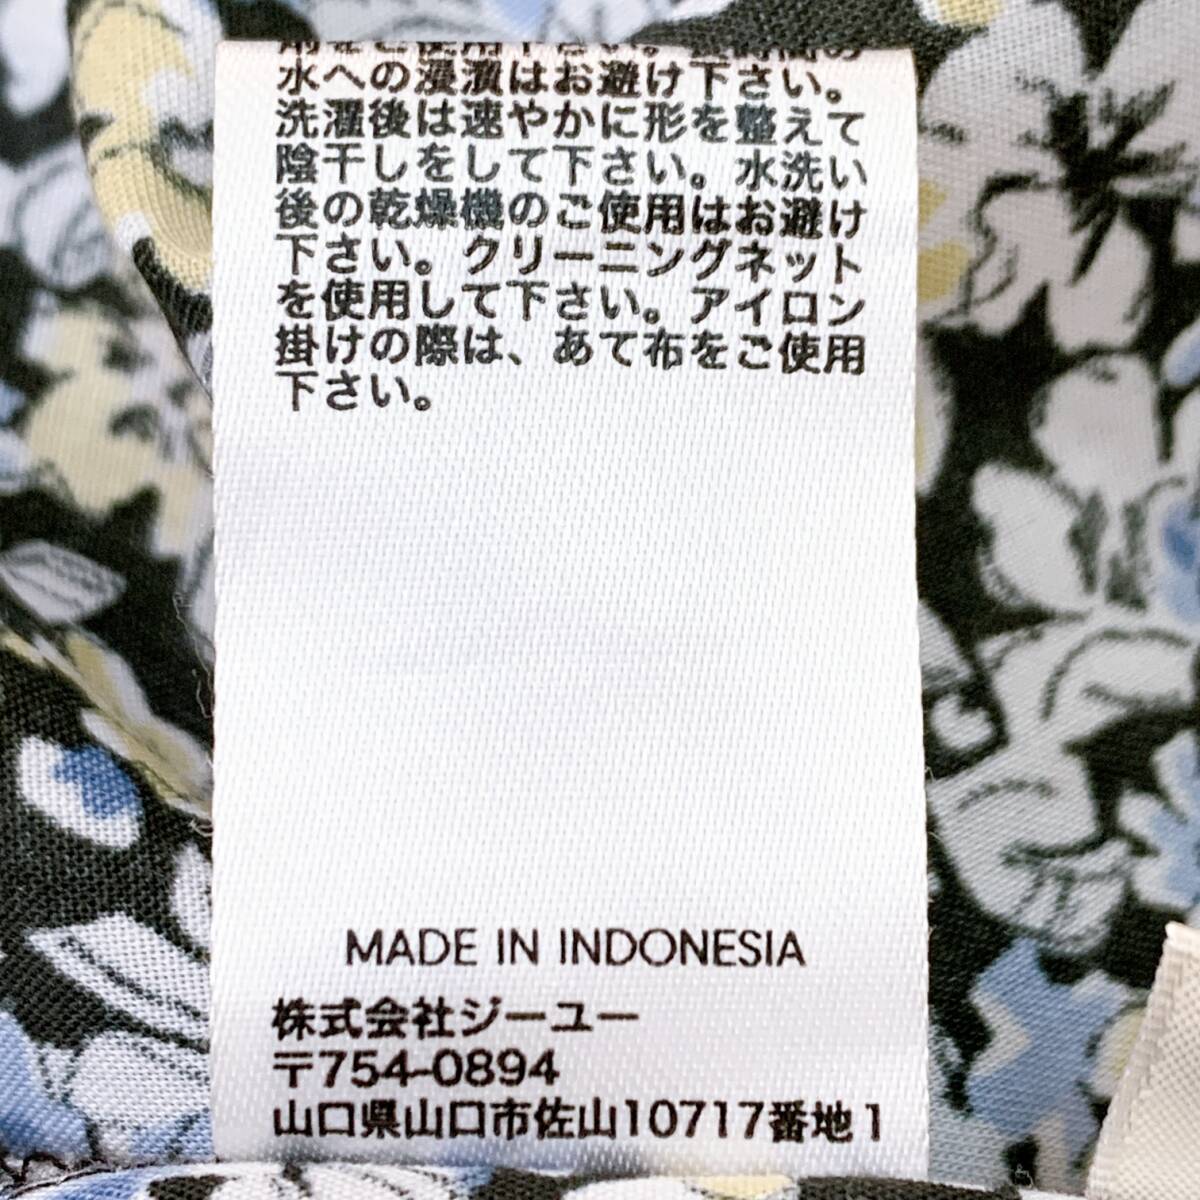 水への浸漬はお避け下さい。
洗濯後は速やかに形を整えて
陰干しをして下さい。水洗い
後の乾燥機のご使用はお避け
下さい。クリーニングネット
を使用して下さい。アイロン
掛けの際は、あて布をご使用
下さい。
MADE IN INDONESIA
株式会社ジーユー
〒754-0894
山口県山口市佐山10717番地1